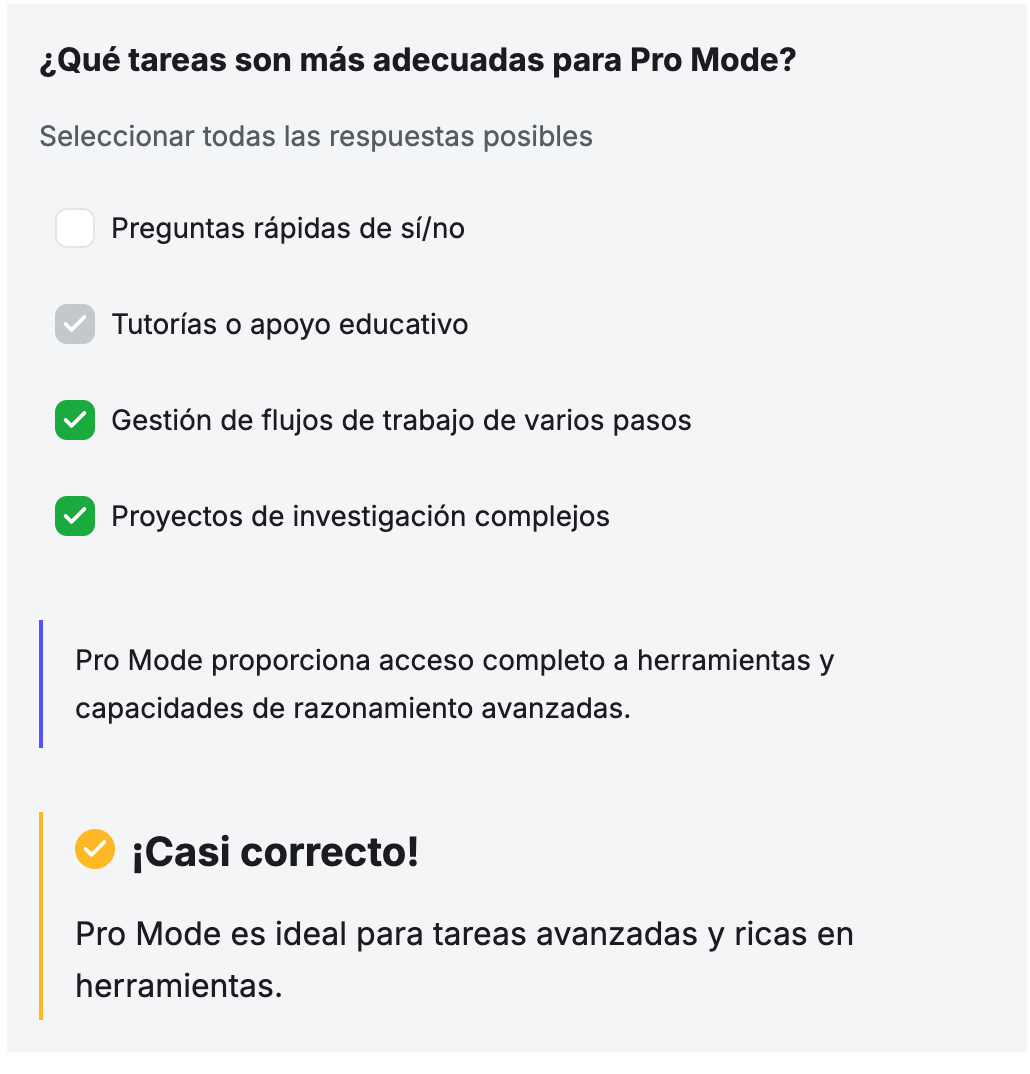 ¿Qué tareas son más adecuadas para Pro Mode?
Seleccionar todas las respuestas posibles
Preguntas rápidas de sí/no
Tutorías o apoyo educativo
Gestión de flujos de trabajo de varios pasos
Proyectos de investigación complejos
Pro Mode proporciona acceso completo a herramientas y
capacidades de razonamiento avanzadas.
¡Casi correcto!
Pro Mode es ideal para tareas avanzadas y ricas en
herramientas.